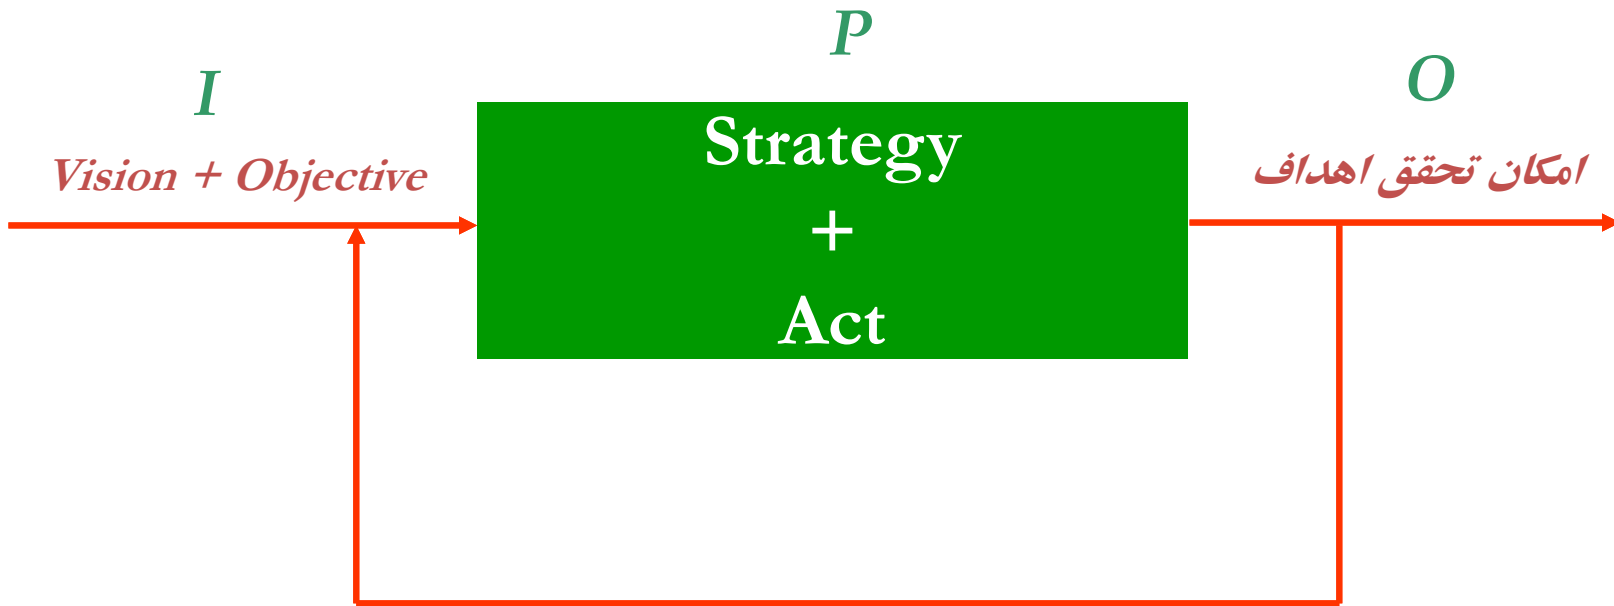 P
I
O
Vision + Objective
Strategy
+
Act
امکان تحقق اهداف